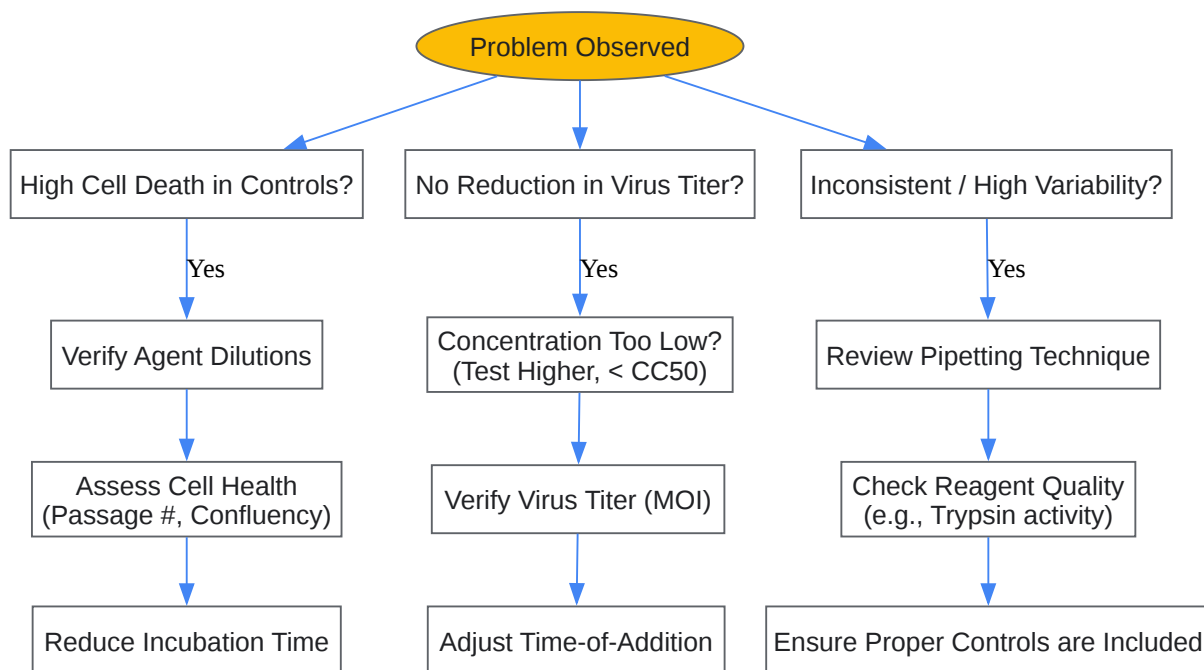 Problem Observed
High Cell Death in Controls?
No Reduction in Virus Titer?
Inconsistent / High Variability?
Yes
Yes
Yes
Verify Agent Dilutions
Concentration Too Low?
(Test Higher, < CC50)
Review Pipetting Technique
Assess Cell Health
(Passage #, Confluency)
Verify Virus Titer (MOI)
Check Reagent Quality
(e.g., Trypsin activity)
Reduce Incubation Time
Adjust Time-of-Addition
Ensure Proper Controls are Included